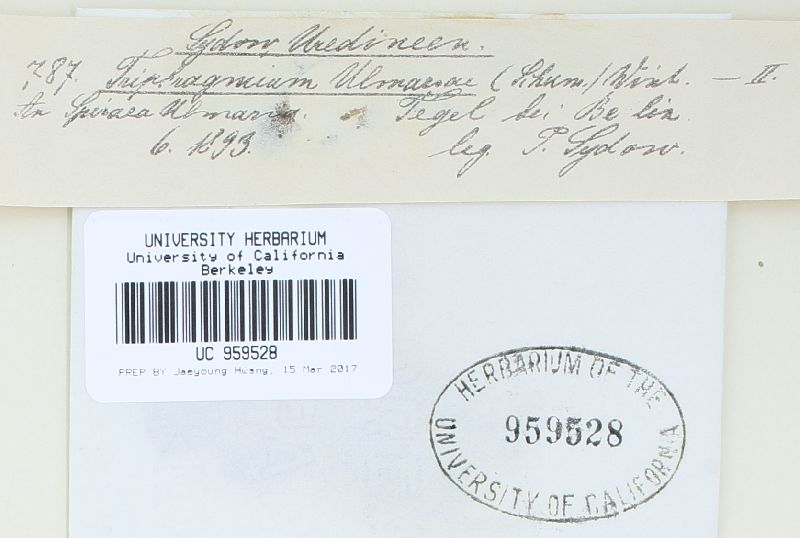 Sydow Uredineen.
787. Triphragmium Ulmariae (Schum.) Wint. — II.
An Spiraea Ulmaria. Tegel bei Berlin.
6. 1893. leg. P. Sydow.
UNIVERSITY HERBARIUM
University of California
Berkeley
UC 959528
PREP BY Jaeyoung Hwang, 15 Mar 2017
HERBARIUM OF THE
959528
UNIVERSITY OF CALIFORNIA